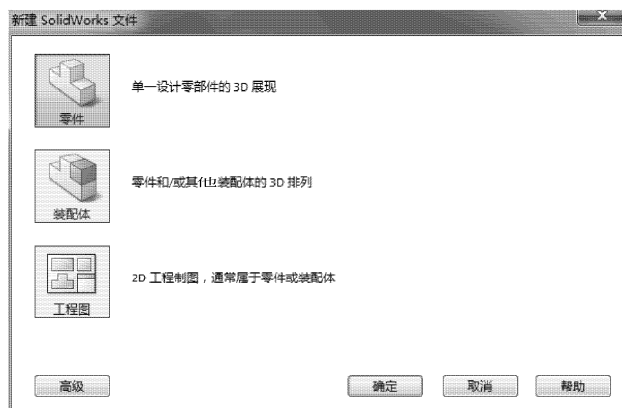 新建 SolidWorks 文件
单一设计零部件的 3D 展现
零件
零件和/或其他装配体的 3D 排列
装配体
2D 工程制图，通常属于零件或装配体
工程图
高级
确定
取消
帮助